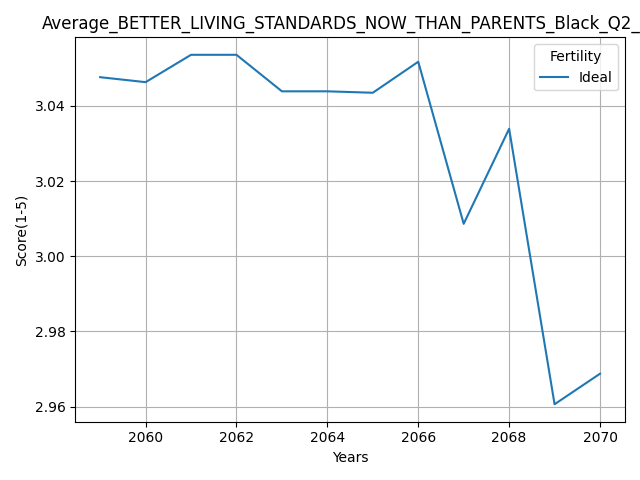 Average_BETTER_LIVING_STANDARDS_NOW_THAN_PARENTS_Black_Q2_
Fertility
Ideal
3.04
3.02
3.00
2.98
2.96
Score(1-5)
2060 2062 2064 2066 2068 2070
Years